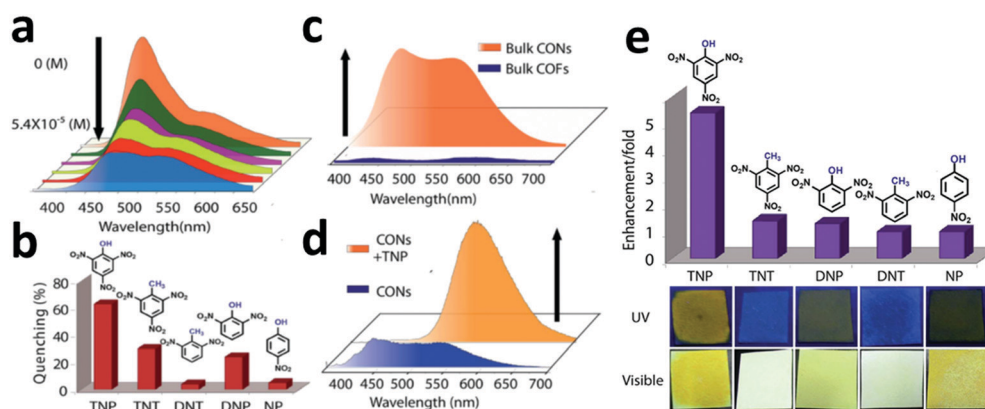 a
0 (M)
5.4X10⁻⁵ (M)
400 450 500 550 600 650
Wavelength(nm)
b
Quenching (%)
80
60
40
20
0
OH
O₂N NO₂
NO₂
CH₃
O₂N NO₂
NO₂
CH₃
O₂N NO₂
OH
O₂N NO₂
OH
NO₂
TNP TNT DNT DNP NP
c
Bulk CONs
Bulk COFs
400 450 500 550 600 650 700
Wavelength(nm)
d
CONs
+TNP
CONs
400 450 500 550 600 650 700
Wavelength(nm)
e
Enhancement/fold
5
4
3
2
1
0
OH
O₂N NO₂
NO₂
CH₃
O₂N NO₂
NO₂
OH
O₂N NO₂
CH₃
O₂N NO₂
OH
NO₂
TNP TNT DNP DNT NP
UV
Visible